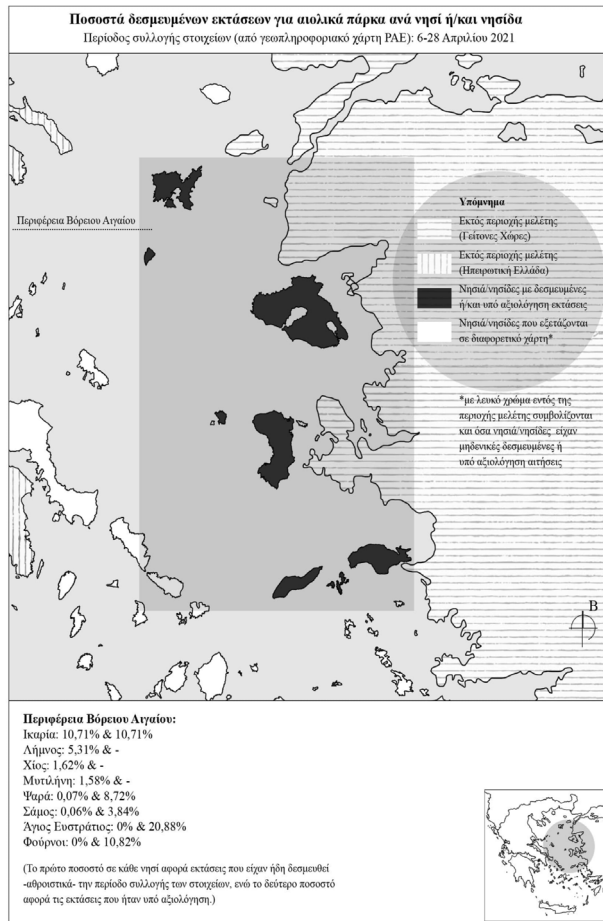 Ποσοστά δεσμευμένων εκτάσεων για αιολικά πάρκα ανά νησί ή/και νησίδα
Περίοδος συλλογής στοιχείων (από γεωπληροφοριακό χάρτη ΡΑΕ): 6-28 Απριλίου 2021
Περιφέρεια Βόρειου Αιγαίου
Υπόμνημα
Εκτός περιοχής μελέτης
(Γείτονες Χώρες)
Εκτός περιοχής μελέτης
(Ηπειρωτική Ελλάδα)
Νησιά/νησίδες με δεσμευμένες
ή/και υπό αξιολόγηση εκτάσεις
Νησιά/νησίδες που εξετάζονται
σε διαφορετικό χάρτη*
*με λευκό χρώμα εντός της
περιοχής μελέτης συμβολίζονται
και όσα νησιά/νησίδες είχαν
μηδενικές δεσμευμένες ή
υπό αξιολόγηση αιτήσεις
Β
Περιφέρεια Βόρειου Αιγαίου:
Ικαρία: 10,71% & 10,71%
Λήμνος: 5,31% & -
Χίος: 1,62% & -
Μυτιλήνη: 1,58% & -
Ψαρά: 0,07% & 8,72%
Σάμος: 0,06% & 3,84%
Άγιος Ευστράτιος: 0% & 20,88%
Φούρνοι: 0% & 10,82%
(Το πρώτο ποσοστό σε κάθε νησί αφορά εκτάσεις που είχαν ήδη δεσμευθεί
-αθροιστικά- την περίοδο συλλογής των στοιχείων, ενώ το δεύτερο ποσοστό
αφορά τις εκτάσεις που ήταν υπό αξιολόγηση.)